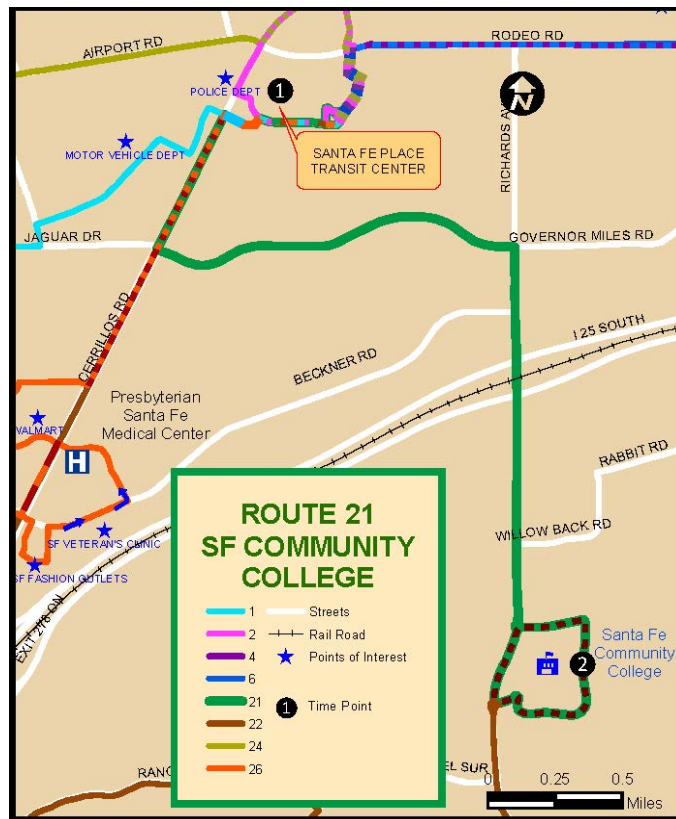 RODEO RD
AIRPORT RD
POLICE DEPT
1
N
RICHARDS
MOTOR VEHICLE DEPT
SANTA FE PLACE
TRANSIT CENTER
JAGUAR DR
GOVERNOR MILES RD
CERRILLOS RD
I 25 SOUTH
BECKNER RD
Presbyterian
Santa Fe
Medical Center
WALMART
H
RABBIT RD
WILLOW BACK RD
SF VETERAN'S CLINIC
SF FASHION OUTLETS
EXIT 278 ON
Santa Fe
Community
College
2
ROUTE 21
SF COMMUNITY
COLLEGE
1 Streets
2 Rail Road
4 Points of Interest
6
21 1 Time Point
22
24
26
EL SUR
0 0.25 0.5
Miles